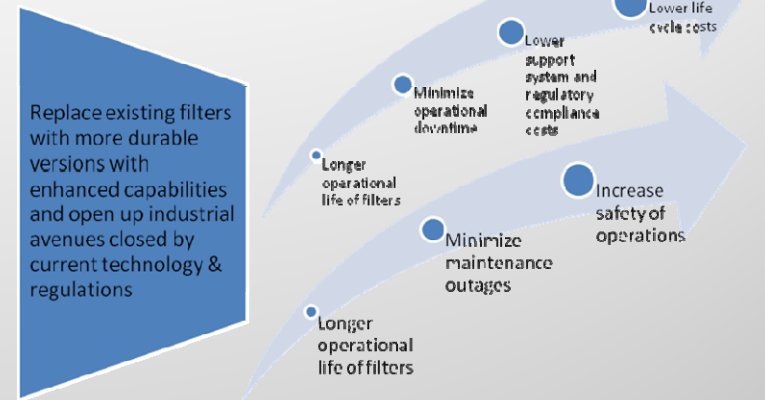 Replace existing filters
with more durable
versions with
enhanced capabilities
and open up industrial
avenues closed by
current technology &
regulations
Longer
operational
life of filters
Minimize
operational
downtime
Lower
support
system and
regulatory
compliance
costs
Lower life
cycle costs
Longer
operational
life of filters
Minimize
maintenance
outages
Increase
safety of
operations